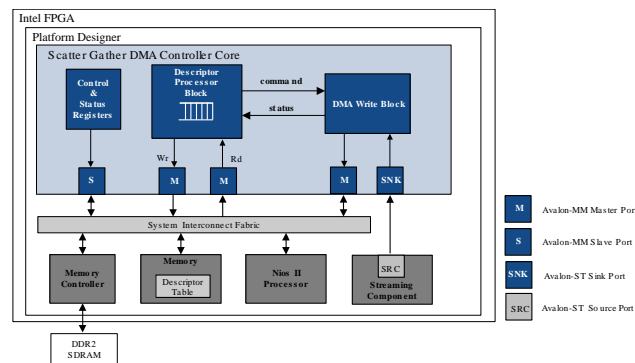 Intel FPGA
Platform Designer
Scatter Gather DMA Controller Core
Control
&
Status
Registers
Descriptor
Processor
Block
command
status
DMA Write Block
Wr
Rd
S
M
M
M
SNK
System Interconnect Fabric
Memory
Controller
Memory
Descriptor
Table
Nios II
Processor
SRC
Streaming
Component
DDR2
SDRAM
M Avalon-MM Master Por
S Avalon-MM Slave Port
SNK Avalon-ST Sink Port
SRC Avalon-ST Source Port